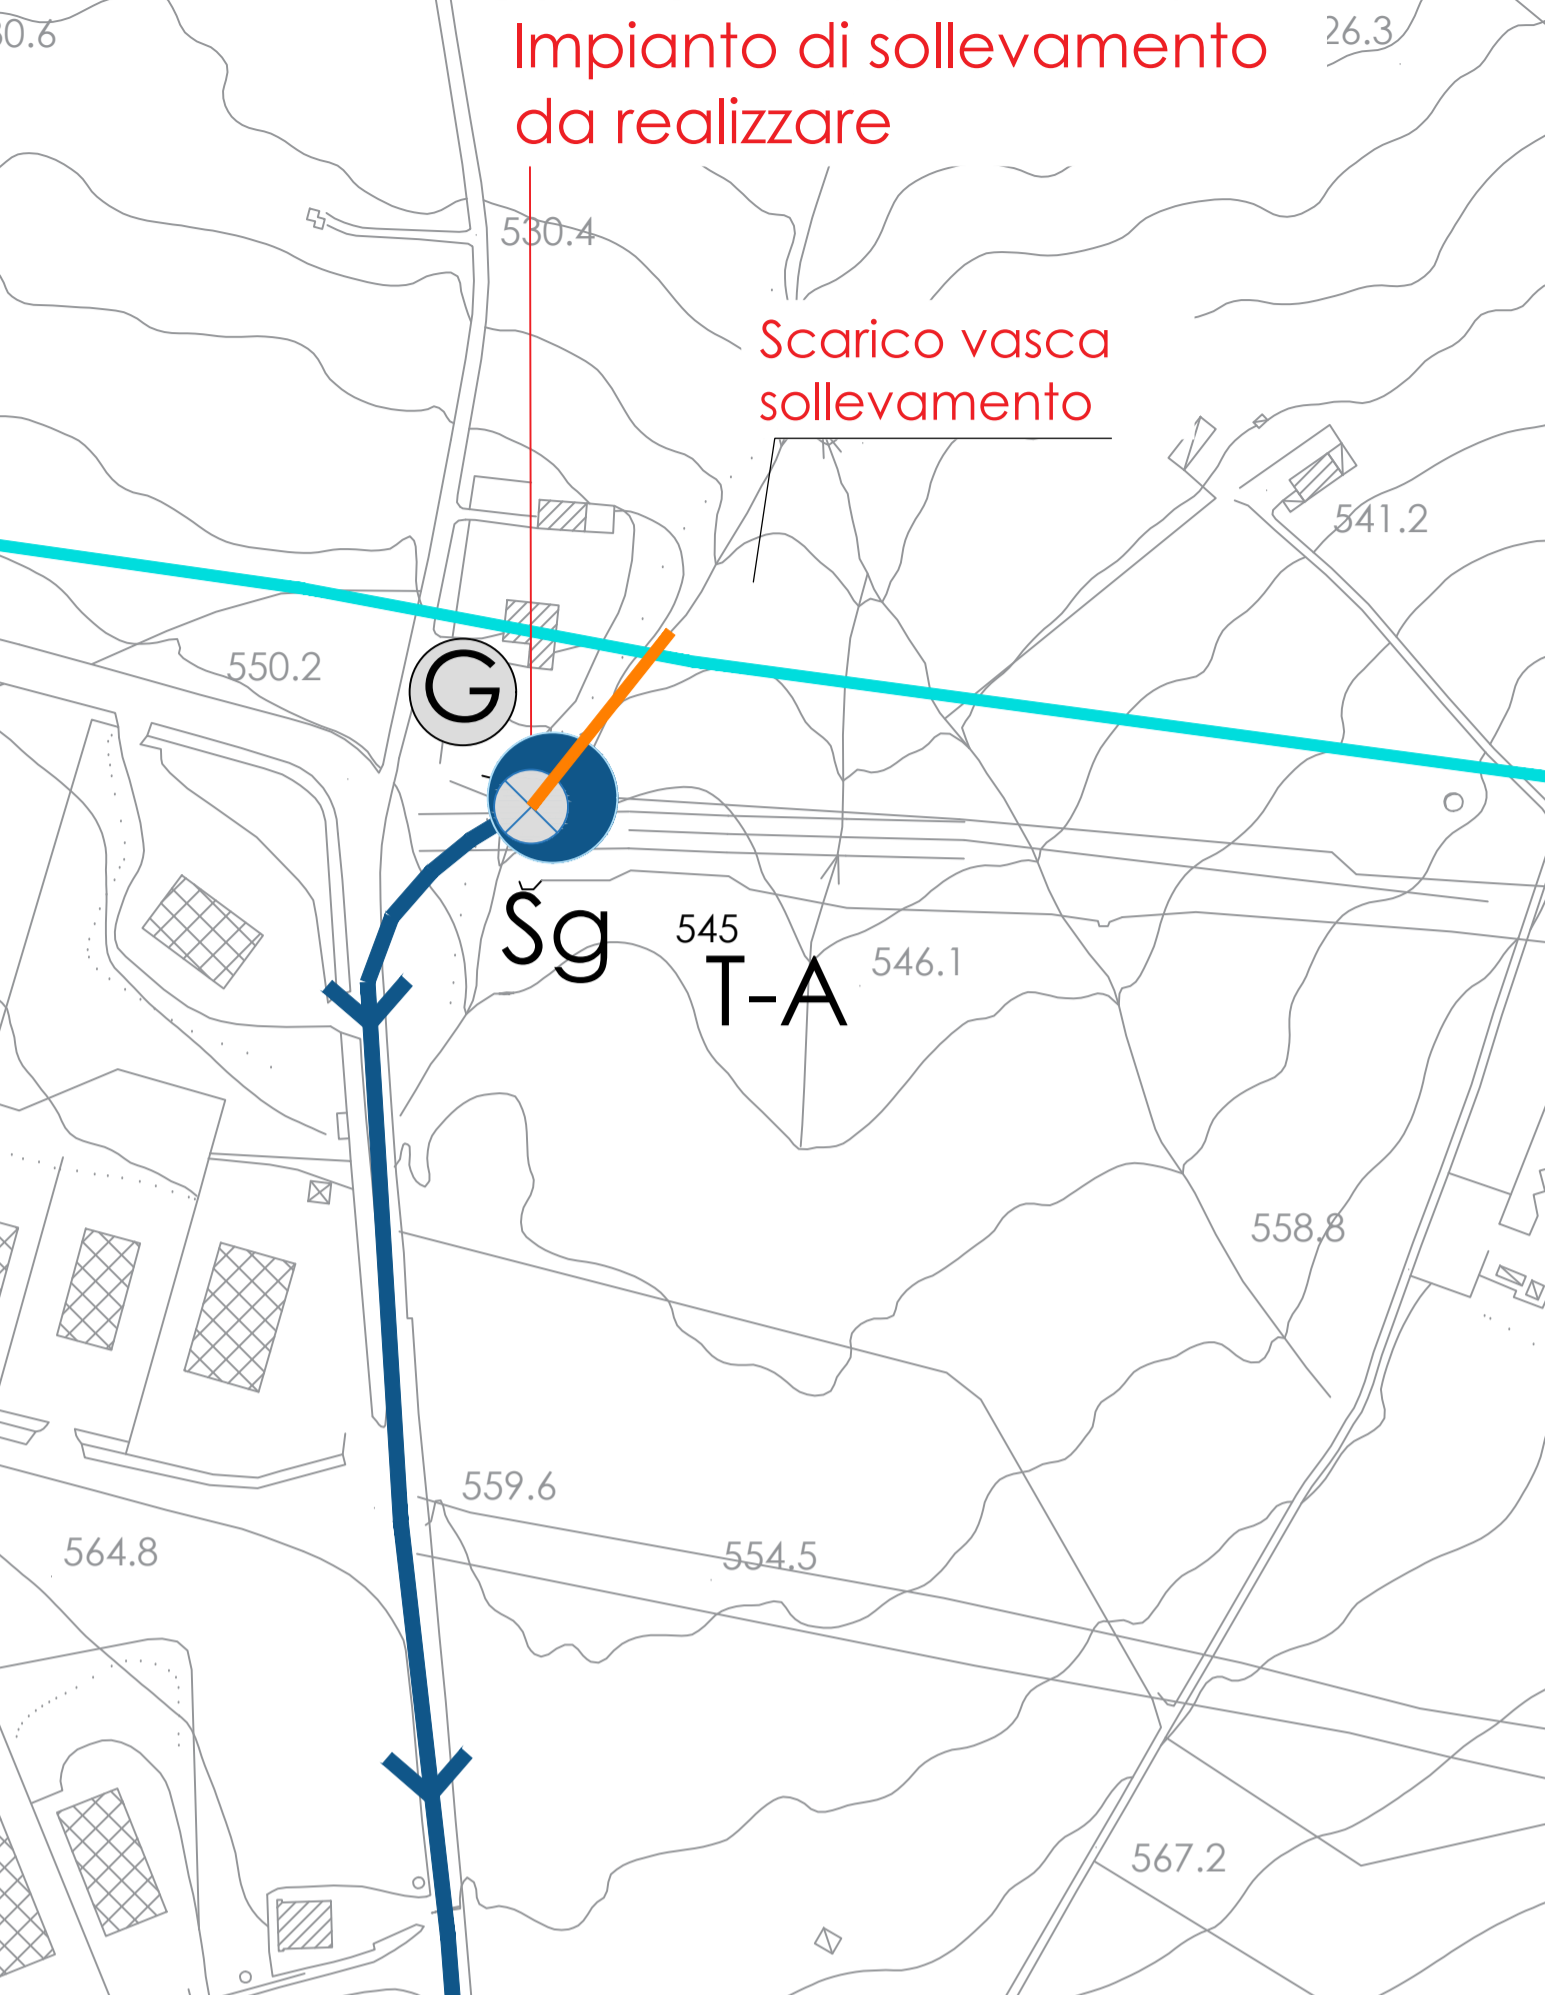 Impianto di sollevamento
26.3
da realizzare
530.4
Scarico vasca
sollevamento
541.2
550.2
G
Šg
545
T-A
546.1
558.8
559.6
564.8
554.5
567.2